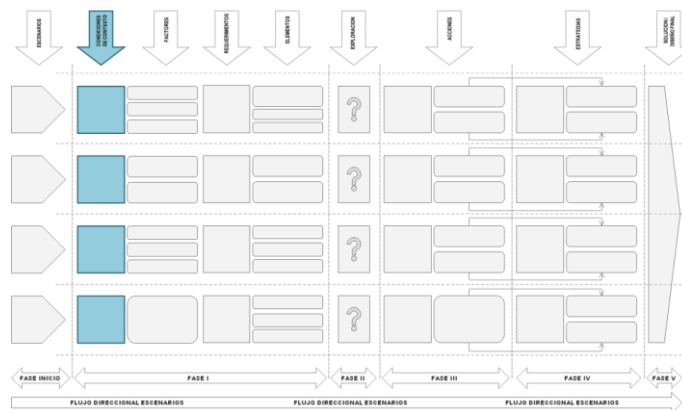 ESCENARIOS
CONDICIONES
DE CONTEXTO
FACTORES
REQUERIMIENTOS
ELEMENTOS
EXPLORACION
ACCIONES
ESTRATEGIAS
SOLUCION/
DISEÑO FINAL
?
?
?
?
FASE INICIO
FASE I
FASE II
FASE III
FASE IV
FASE V
FLUJO DIRECCIONAL ESCENARIOS
FLUJO DIRECCIONAL ESCENARIOS
FLUJO DIRECCIONAL ESCENARIOS